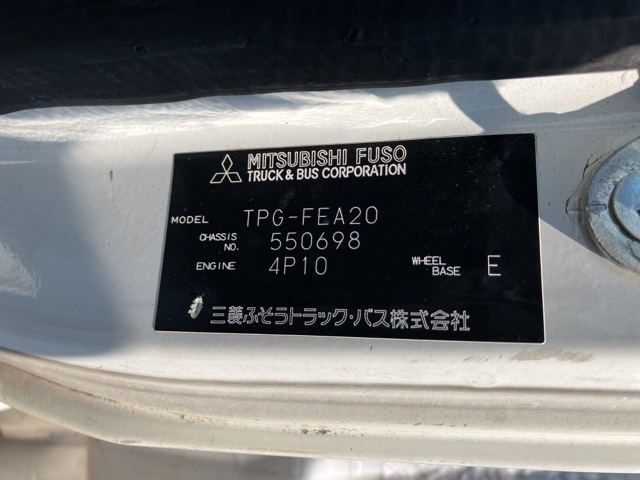 MITSUBISHI FUSO
TRUCK & BUS CORPORATION
MODEL TPG-FEA20
CHASSIS NO. 550698
ENGINE 4P10 WHEEL BASE E
三菱ふそうトラック・バス株式会社